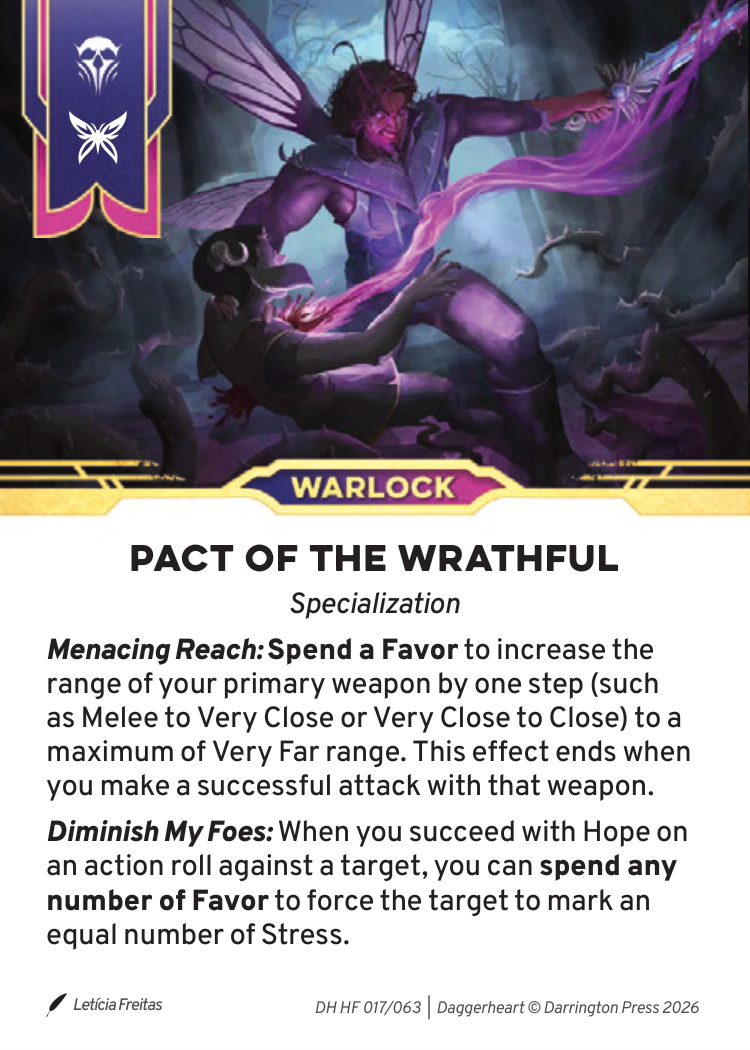 WARLOCK
PACT OF THE WRATHFUL
Specialization
Menacing Reach: Spend a Favor to increase the
range of your primary weapon by one step (such
as Melee to Very Close or Very Close to Close) to a
maximum of Very Far range. This effect ends when
you make a successful attack with that weapon.
Diminish My Foes: When you succeed with Hope on
an action roll against a target, you can spend any
number of Favor to force the target to mark an
equal number of Stress.
Letícia Freitas
DH HF 017/063 | Daggerheart © Darrington Press 2026